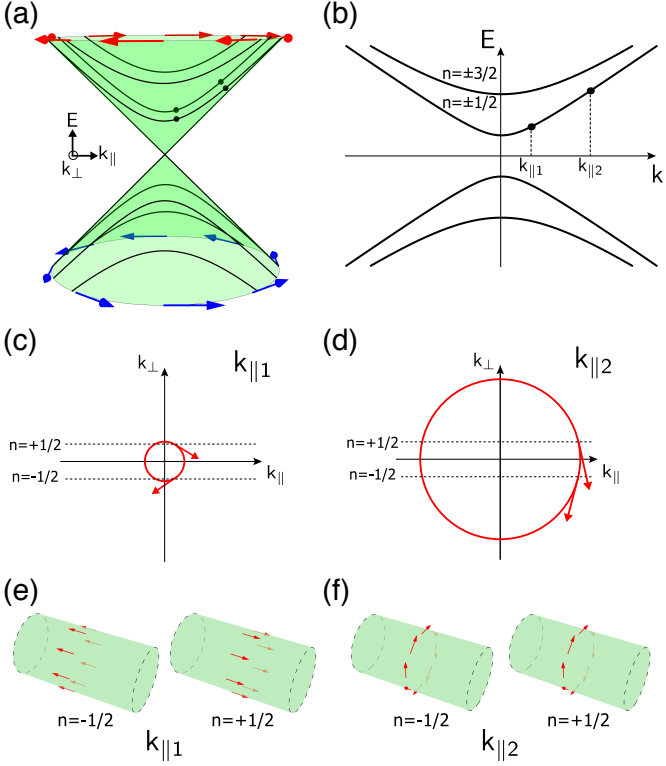 (a)
E
k∥
k⊥
(b)
E
n=±3/2
n=±1/2
k∥1
k∥2
k
(c)
k⊥
k∥1
n=+1/2
n=-1/2
k∥
(d)
k⊥
k∥2
n=+1/2
n=-1/2
k∥
(e)
n=-1/2
n=+1/2
k∥1
(f)
n=-1/2
n=+1/2
k∥2